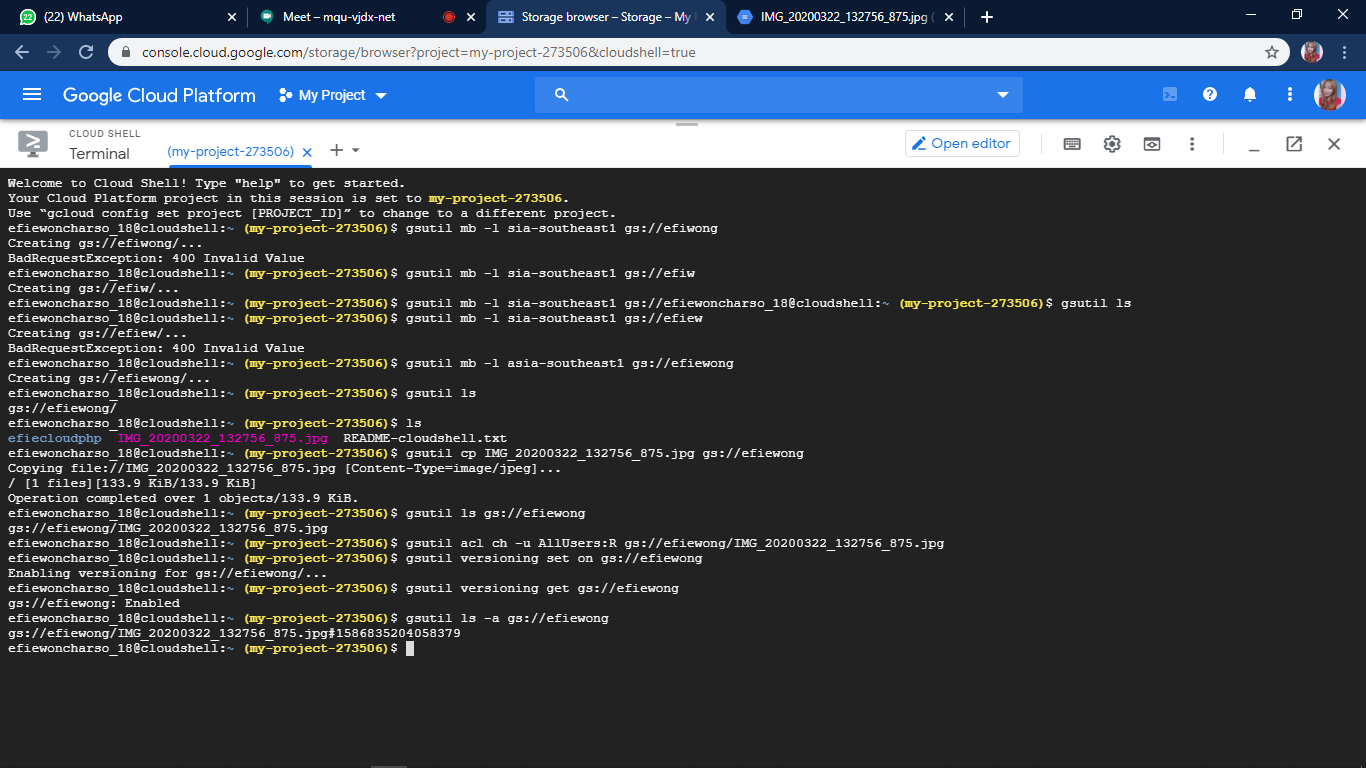 (22) WhatsApp
Meet – mqu-vjdx-net
Storage browser – Storage – My
IMG_20200322_132756_875.jpg (
console.cloud.google.com/storage/browser?project=my-project-273506&cloudshell=true
Google Cloud Platform
My Project
CLOUD SHELL
Terminal
(my-project-273506)
Open editor
Welcome to Cloud Shell! Type "help" to get started.
Your Cloud Platform project in this session is set to my-project-273506.
Use “gcloud config set project [PROJECT_ID]” to change to a different project.
efiewoncharso_18@cloudshell:~ (my-project-273506)$ gsutil mb -l sia-southeast1 gs://efiwong
Creating gs://efiwong/...
BadRequestException: 400 Invalid Value
efiewoncharso_18@cloudshell:~ (my-project-273506)$ gsutil mb -l sia-southeast1 gs://efiw
Creating gs://efiw/...
efiewoncharso_18@cloudshell:~ (my-project-273506)$ gsutil mb -l sia-southeast1 gs://efiewoncharso_18@cloudshell:~ (my-project-273506)$ gsutil ls
efiewoncharso_18@cloudshell:~ (my-project-273506)$ gsutil mb -l sia-southeast1 gs://efiew
Creating gs://efiew/...
BadRequestException: 400 Invalid Value
efiewoncharso_18@cloudshell:~ (my-project-273506)$ gsutil mb -l asia-southeast1 gs://efiewong
Creating gs://efiewong/...
efiewoncharso_18@cloudshell:~ (my-project-273506)$ gsutil ls
gs://efiewong/
efiewoncharso_18@cloudshell:~ (my-project-273506)$ ls
efiecloudphp  IMG_20200322_132756_875.jpg  README-cloudshell.txt
efiewoncharso_18@cloudshell:~ (my-project-273506)$ gsutil cp IMG_20200322_132756_875.jpg gs://efiewong
Copying file://IMG_20200322_132756_875.jpg [Content-Type=image/jpeg]...
/ [1 files][133.9 KiB/133.9 KiB]
Operation completed over 1 objects/133.9 KiB.
efiewoncharso_18@cloudshell:~ (my-project-273506)$ gsutil ls gs://efiewong
gs://efiewong/IMG_20200322_132756_875.jpg
efiewoncharso_18@cloudshell:~ (my-project-273506)$ gsutil acl ch -u AllUsers:R gs://efiewong/IMG_20200322_132756_875.jpg
efiewoncharso_18@cloudshell:~ (my-project-273506)$ gsutil versioning set on gs://efiewong
Enabling versioning for gs://efiewong/...
efiewoncharso_18@cloudshell:~ (my-project-273506)$ gsutil versioning get gs://efiewong
gs://efiewong: Enabled
efiewoncharso_18@cloudshell:~ (my-project-273506)$ gsutil ls -a gs://efiewong
gs://efiewong/IMG_20200322_132756_875.jpg#1586835204058379
efiewoncharso_18@cloudshell:~ (my-project-273506)$